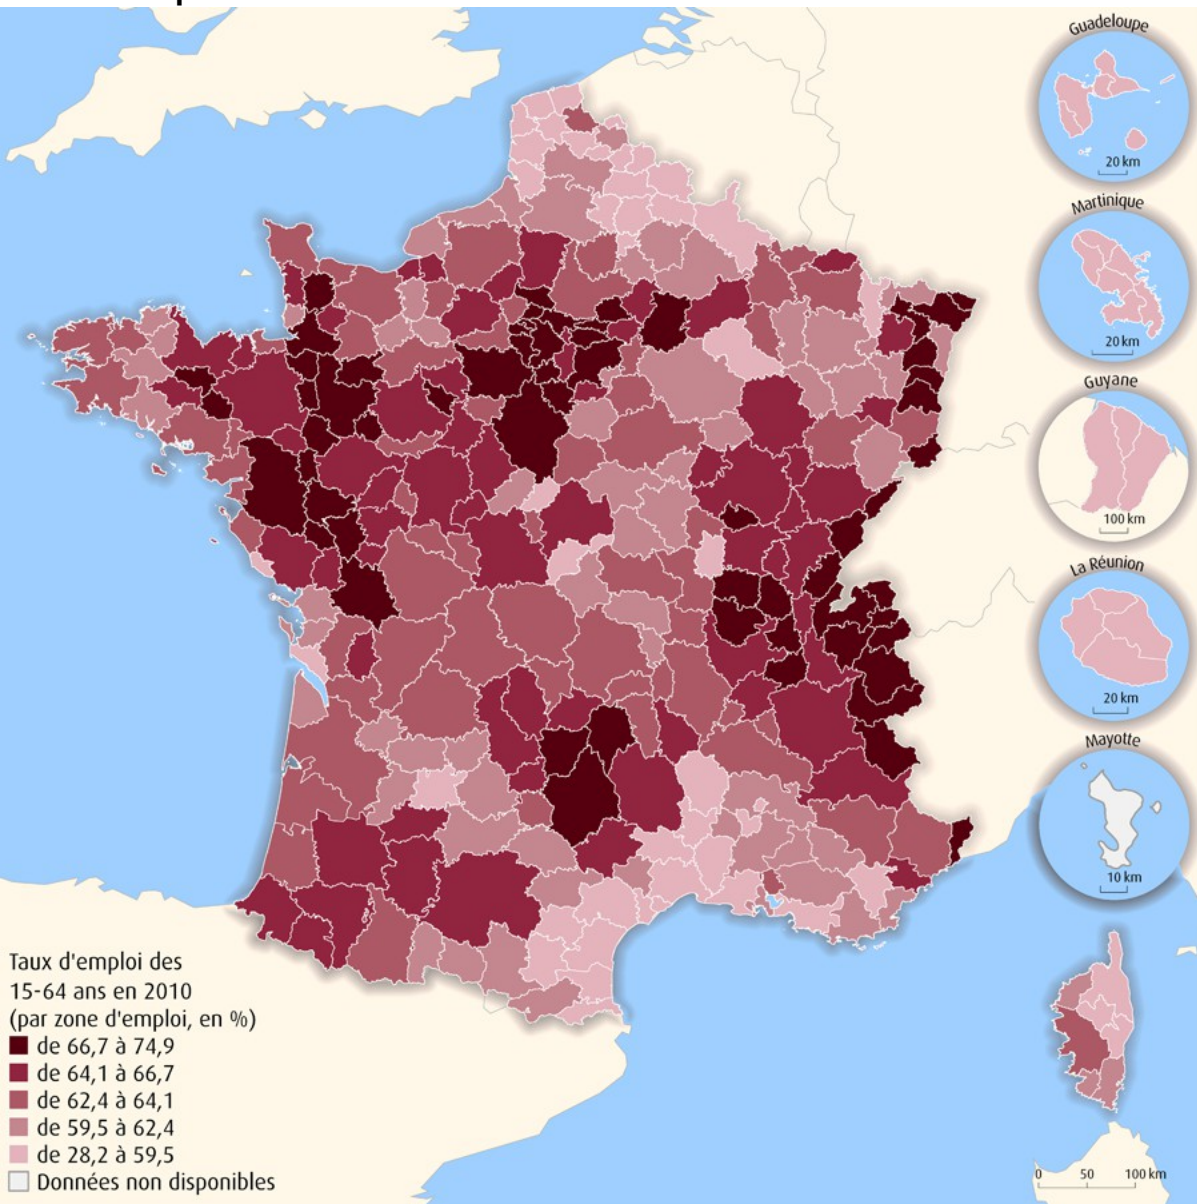 Guadeloupe
20 km
Martinique
20 km
Guyane
100 km
La Réunion
20 km
Mayotte
10 km
Taux d'emploi des
15-64 ans en 2010
(par zone d'emploi, en %)
de 66,7 à 74,9
de 64,1 à 66,7
de 62,4 à 64,1
de 59,5 à 62,4
de 28,2 à 59,5
Données non disponibles
0 50 100 km